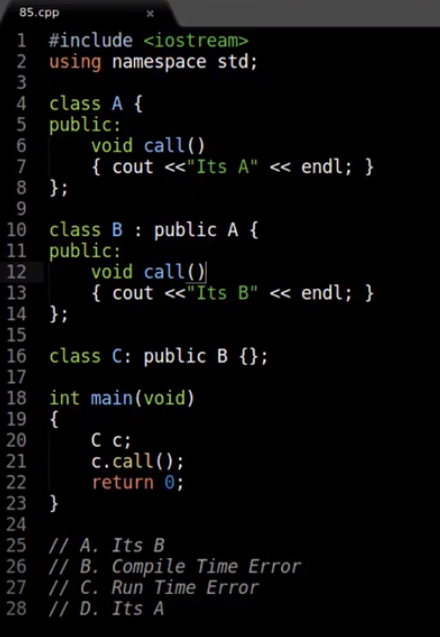 85.cpp ×
1 #include <iostream>
2 using namespace std;
3
4 class A {
5 public:
6     void call()
7     { cout <<"Its A" << endl; }
8 };
9
10 class B : public A {
11 public:
12     void call()
13     { cout <<"Its B" << endl; }
14 };
15
16 class C: public B {};
17
18 int main(void)
19 {
20     C c;
21     c.call();
22     return 0;
23 }
24
25 // A. Its B
26 // B. Compile Time Error
27 // C. Run Time Error
28 // D. Its A